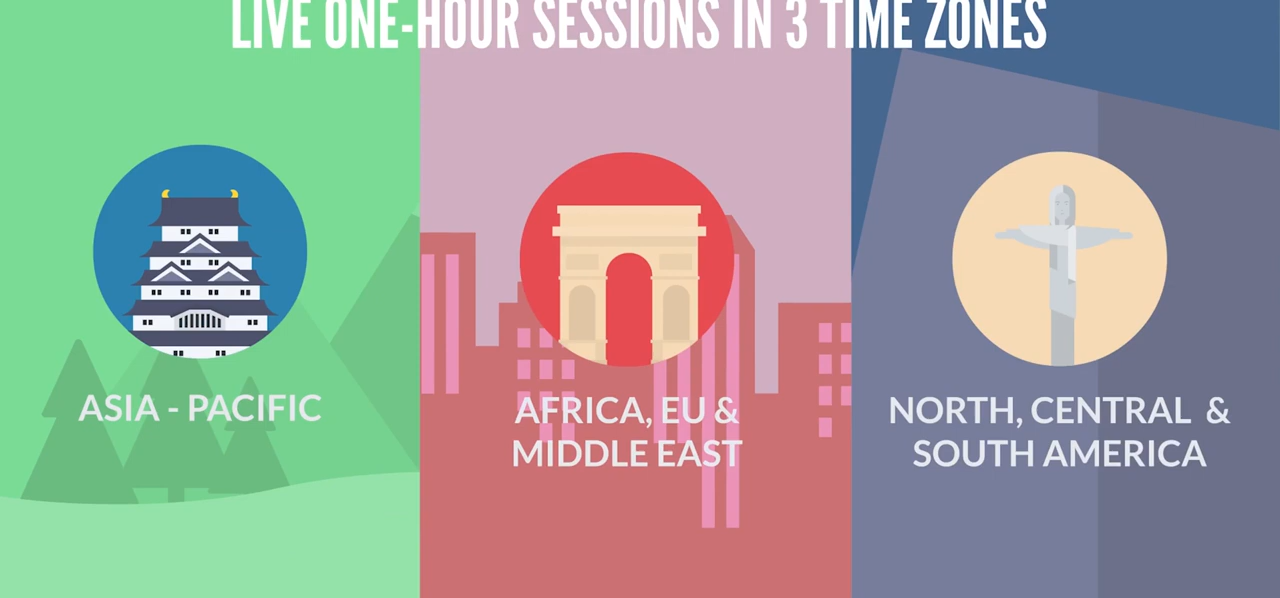 LIVE ONE-HOUR SESSIONS IN 3 TIME ZONES
ASIA - PACIFIC
AFRICA, EU &
MIDDLE EAST
NORTH, CENTRAL &
SOUTH AMERICA